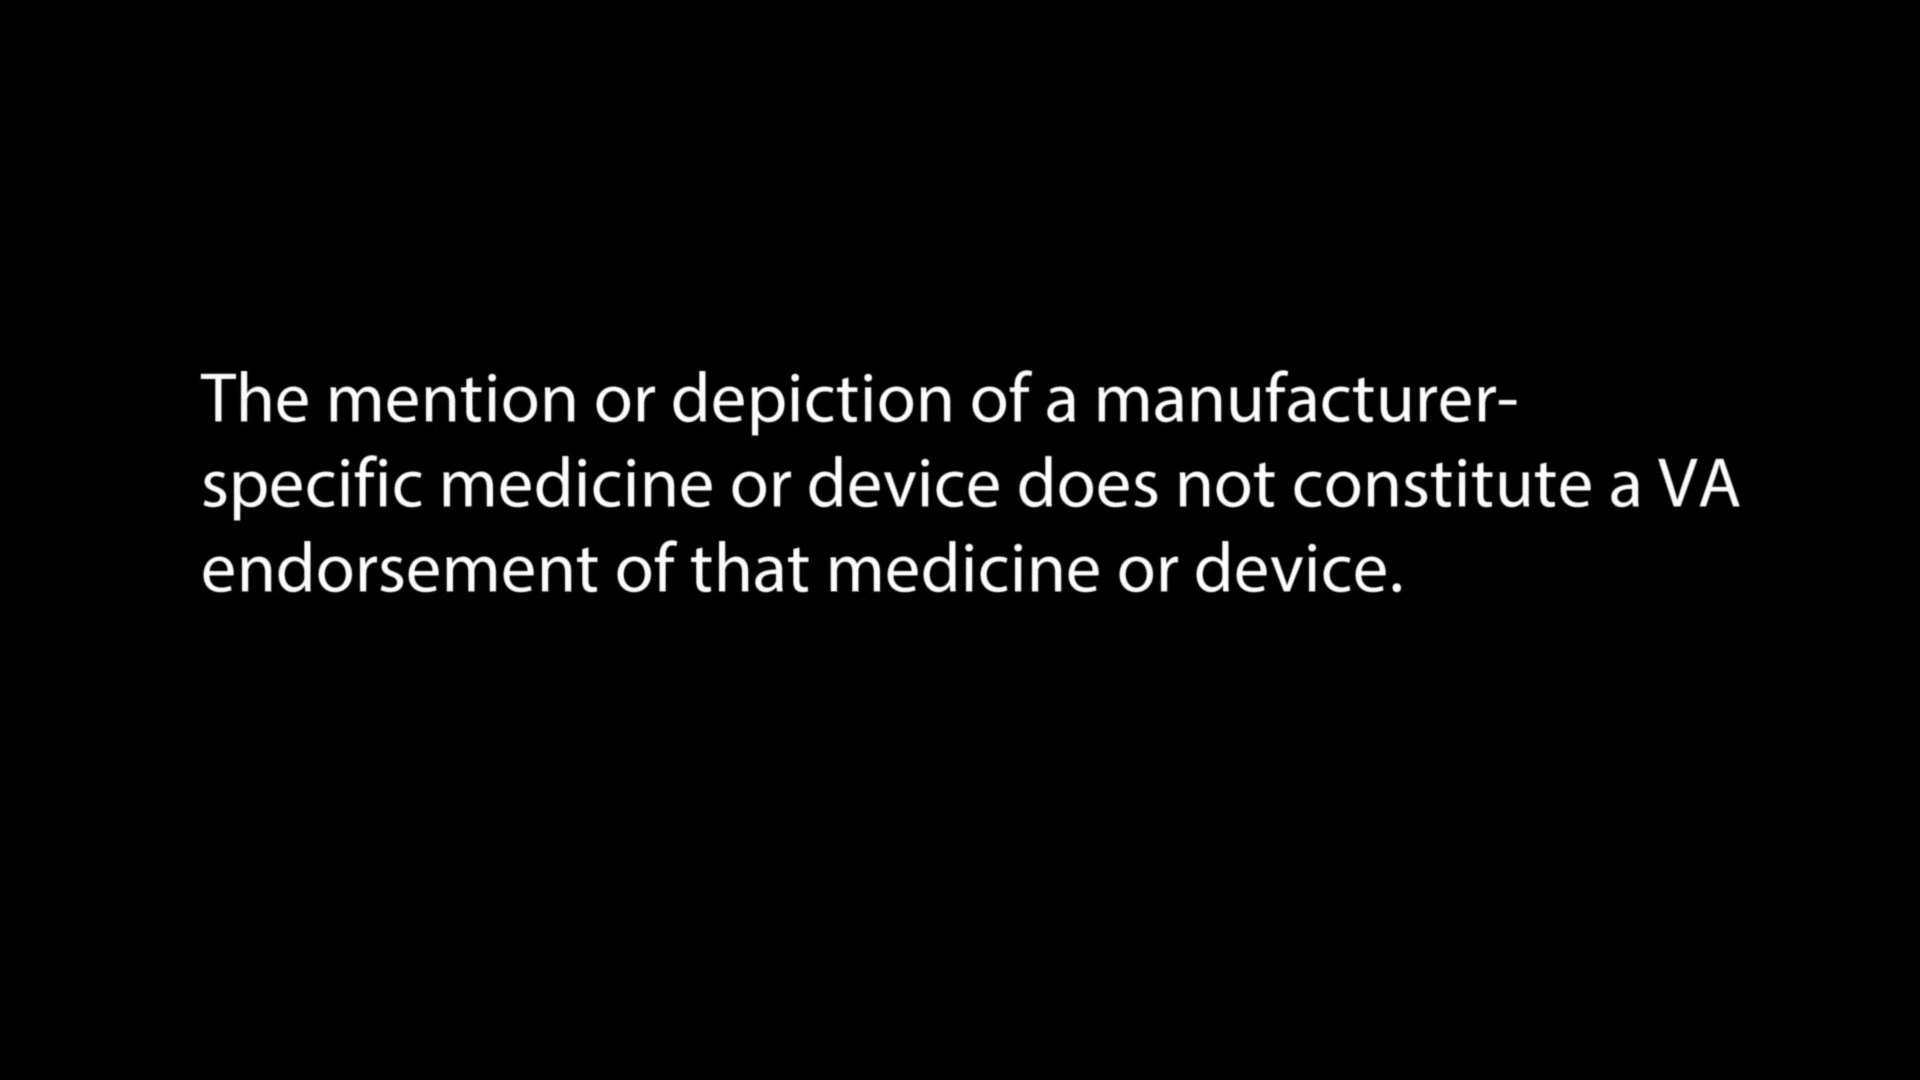 The mention or depiction of a manufacturer-
specific medicine or device does not constitute a VA
endorsement of that medicine or device.